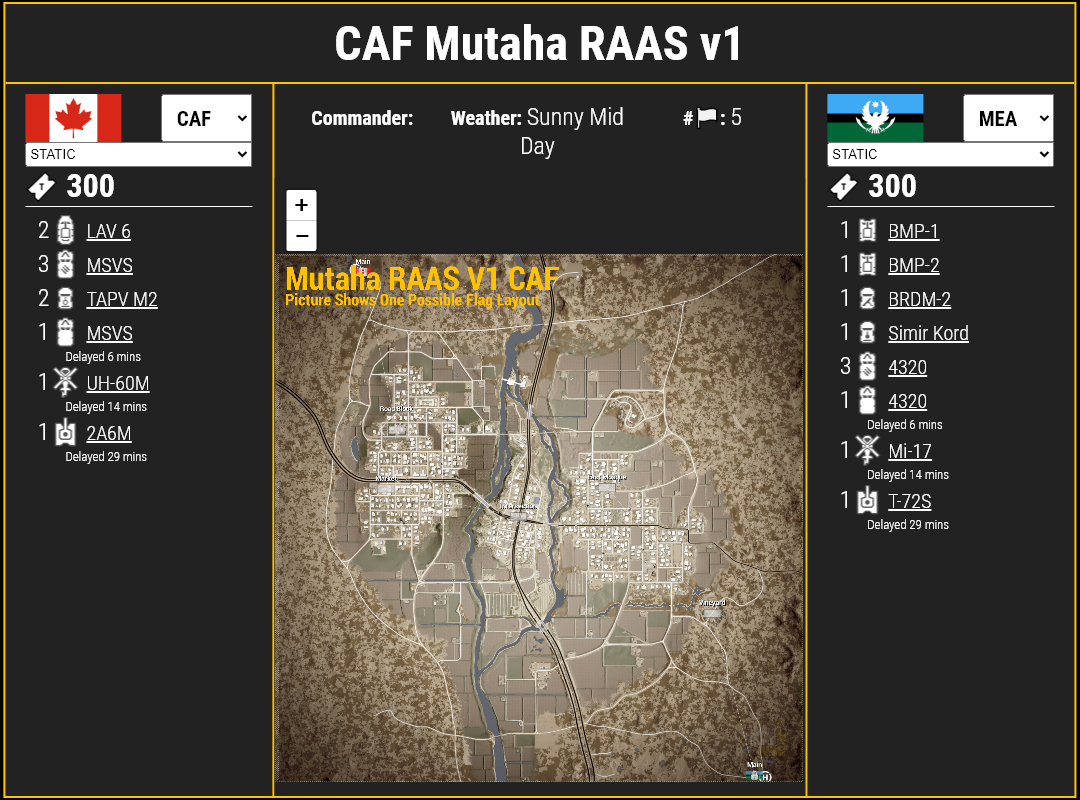 CAF Mutaha RAAS v1
CAF
STATIC
300
2 LAV 6
3 MSVS
2 TAPV M2
1 MSVS
Delayed 6 mins
1 UH-60M
Delayed 14 mins
1 2A6M
Delayed 29 mins
Commander:
Weather: Sunny Mid
Day
# : 5
+
−
Main
Mutaha RAAS V1 CAF
Picture Shows One Possible Flag Layout
Road Block
Market
Vineyard
Main
H
MEA
STATIC
300
1 BMP-1
1 BMP-2
1 BRDM-2
1 Simir Kord
3 4320
1 4320
Delayed 6 mins
1 Mi-17
Delayed 14 mins
1 T-72S
Delayed 29 mins